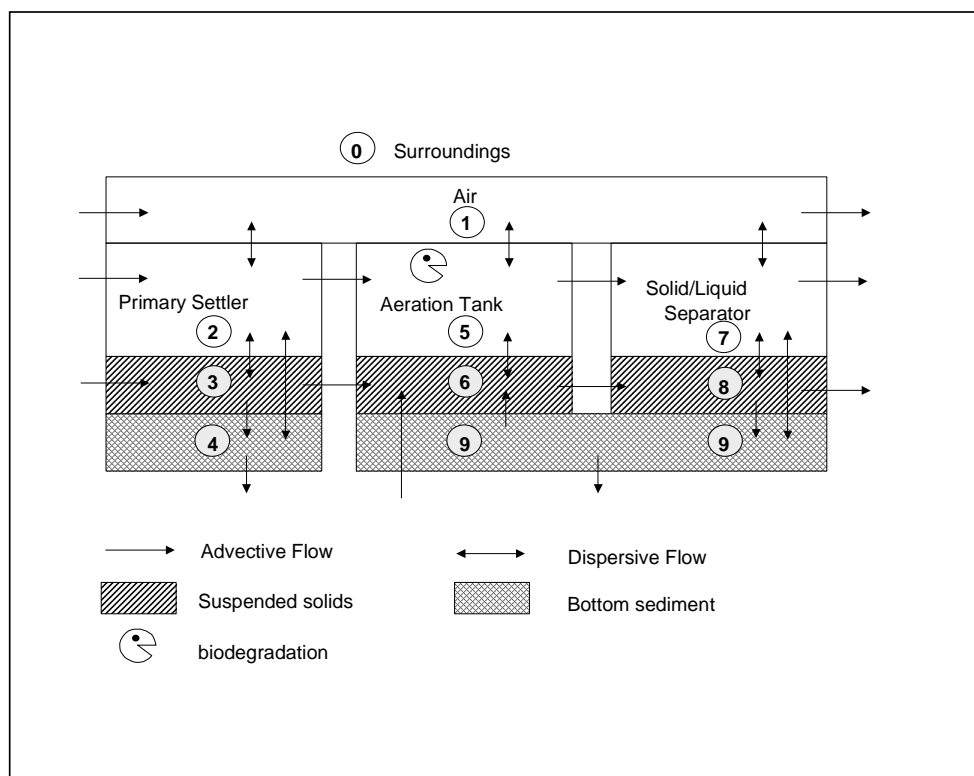 0 Surroundings
Air
1
Primary Settler
2
Aeration Tank
5
Solid/Liquid
Separator
7
3
6
8
4
9
9
Advective Flow
Dispersive Flow
Suspended solids
Bottom sediment
biodegradation